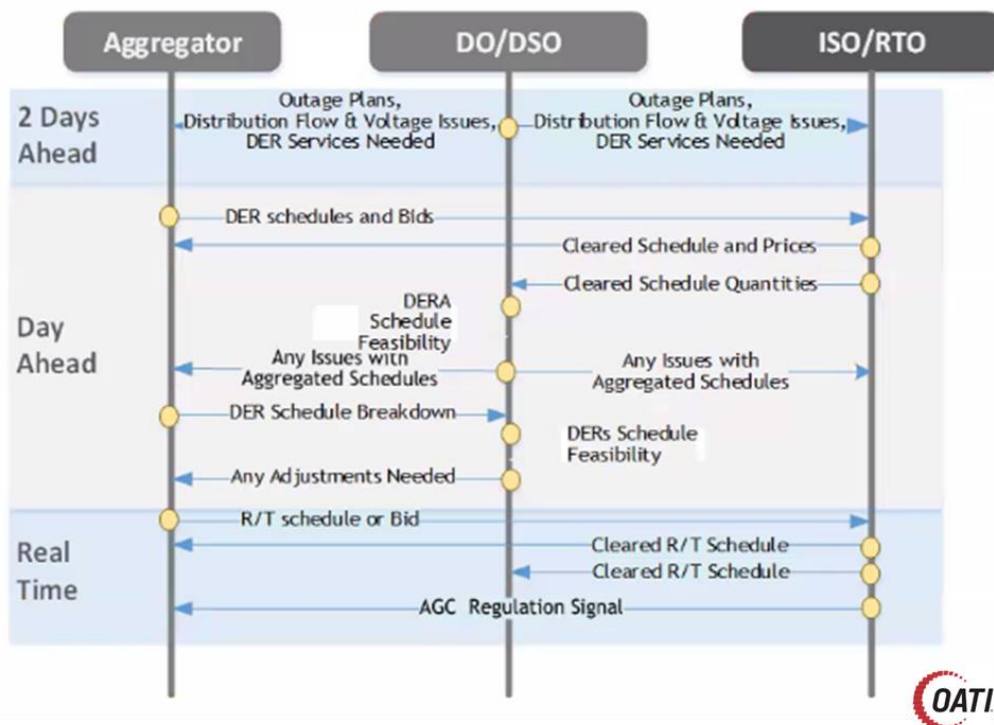 Aggregator
DO/DSO
ISO/RTO
2 Days
Ahead
Outage Plans,
Distribution Flow & Voltage Issues,
DER Services Needed
Outage Plans,
Distribution Flow & Voltage Issues,
DER Services Needed
Day
Ahead
DER schedules and Bids
Cleared Schedule and Prices
Cleared Schedule Quantities
DERA
Schedule
Feasibility
Any Issues with
Aggregated Schedules
Any Issues with
Aggregated Schedules
DER Schedule Breakdown
DERs Schedule
Feasibility
Any Adjustments Needed
Real
Time
R/T schedule or Bid
Cleared R/T Schedule
Cleared R/T Schedule
AGC Regulation Signal
OATI